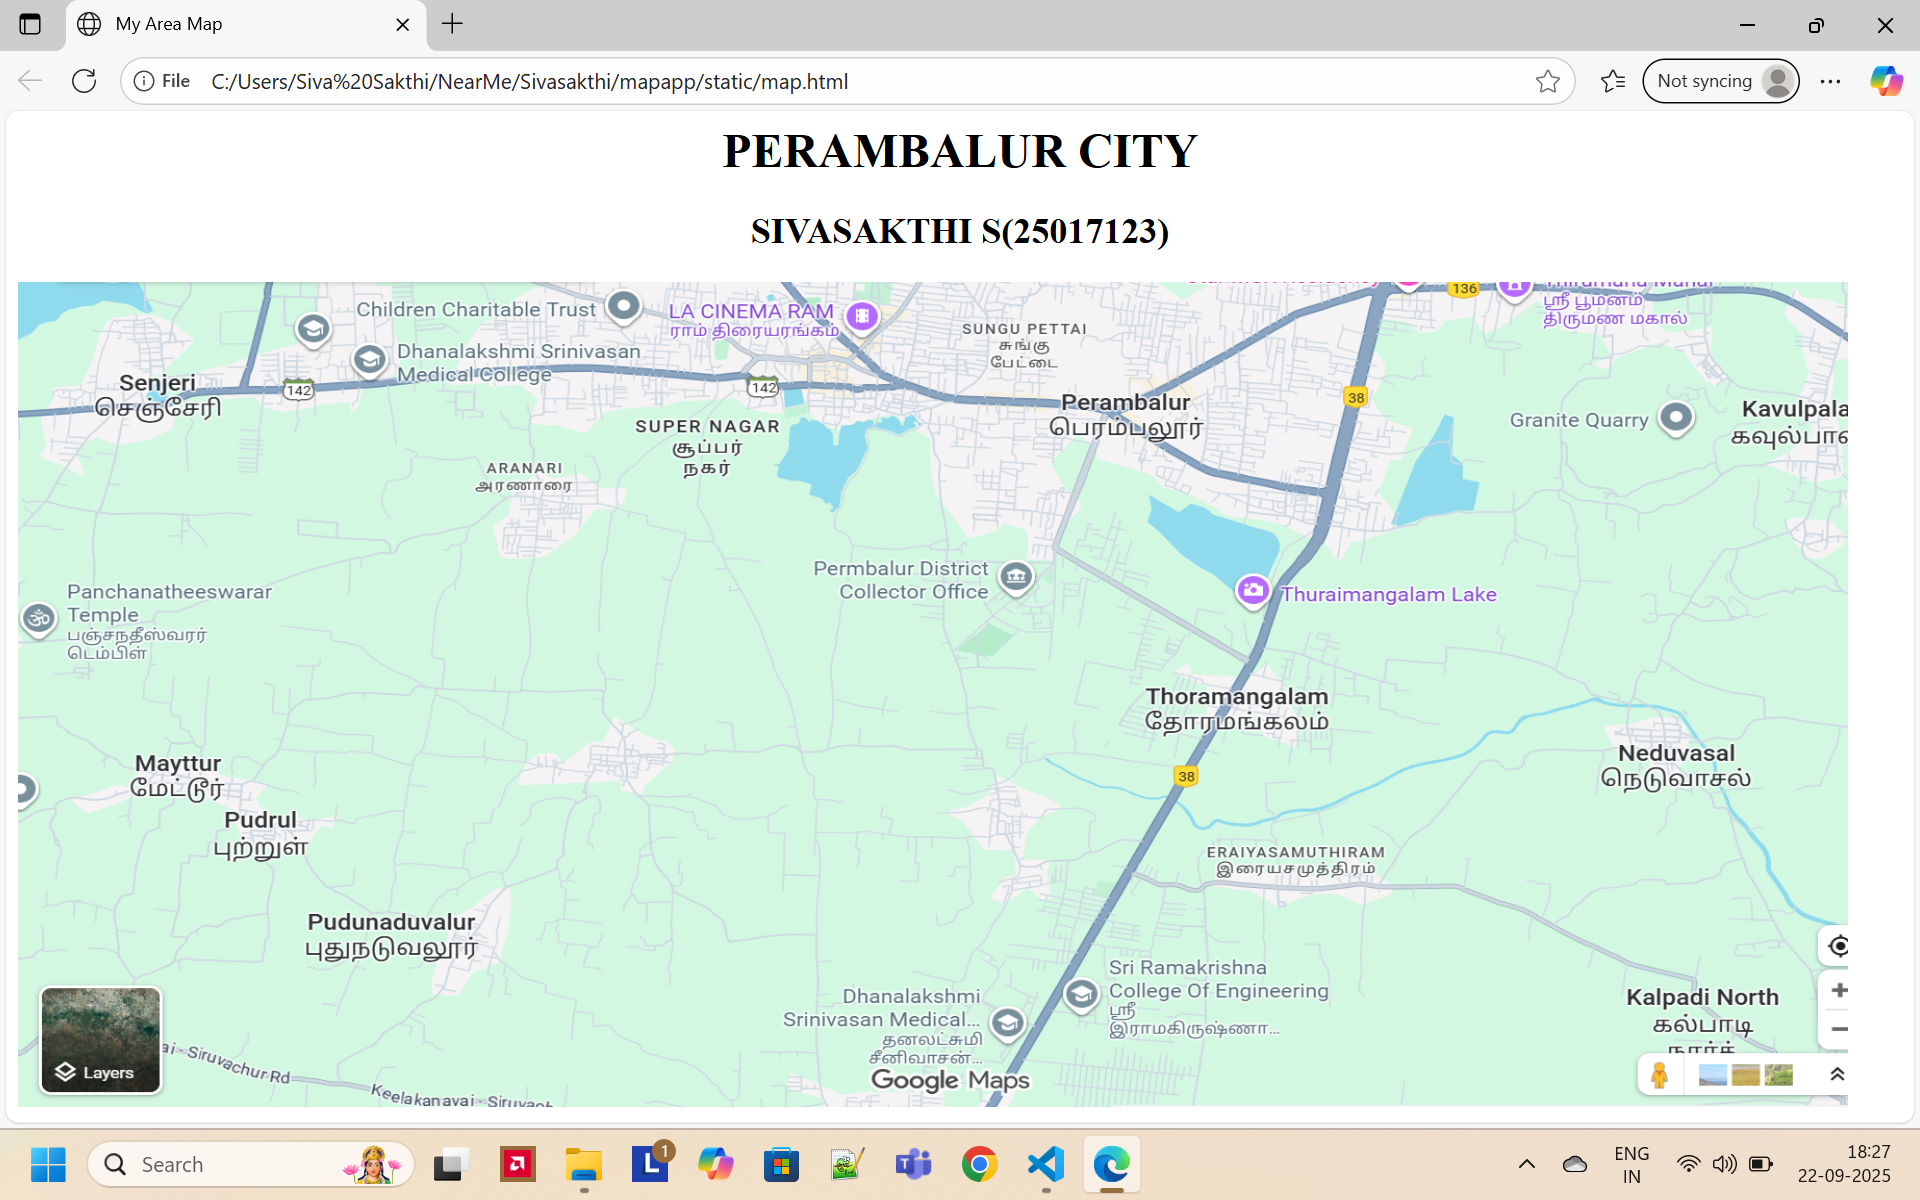 My Area Map
File C:/Users/Siva%20Sakthi/NearMe/Sivasakthi/mapapp/static/map.html
Not syncing
PERAMBALUR CITY
SIVASAKTHI S(25017123)
Children Charitable Trust
LA CINEMA RAM
ராம் திரையரங்கம்
SUNGU PETTAI
சுங்கு
பேட்டை
136
ஸ்ரீ பூமனம்
திருமண மகால்
Dhanalakshmi Srinivasan
Medical College
Senjeri
செஞ்சேரி
142
142
38
Perambalur
பெரம்பலூர்
Granite Quarry
Kavulpala
SUPER NAGAR
சூப்பர்
நகர்
ARANARI
அரணாரை
Permbalur District
Collector Office
Thuraimangalam Lake
Panchanatheeswarar
Temple
பஞ்சநதீஸ்வரர்
டெம்பிள்
Thoramangalam
தோரமங்கலம்
Neduvasal
நெடுவாசல்
Mayttur
மேட்டூர்
38
Pudrul
புற்றுள்
ERAIYASAMUTHIRAM
இரையசமுத்திரம்
Pudunaduvalur
புதுநடுவலூர்
Sri Ramakrishna
College Of Engineering
ஸ்ரீ
இராமகிருஷ்ணா...
Dhanalakshmi
Srinivasan Medical...
தனலட்சுமி
சீனிவாசன்...
Kalpadi North
கல்பாடி
நார்த்
Layers
ai - Siruvachur Rd
Keelakanavai - Siruvach
Google Maps
Search
1
ENG
IN
18:27
22-09-2025